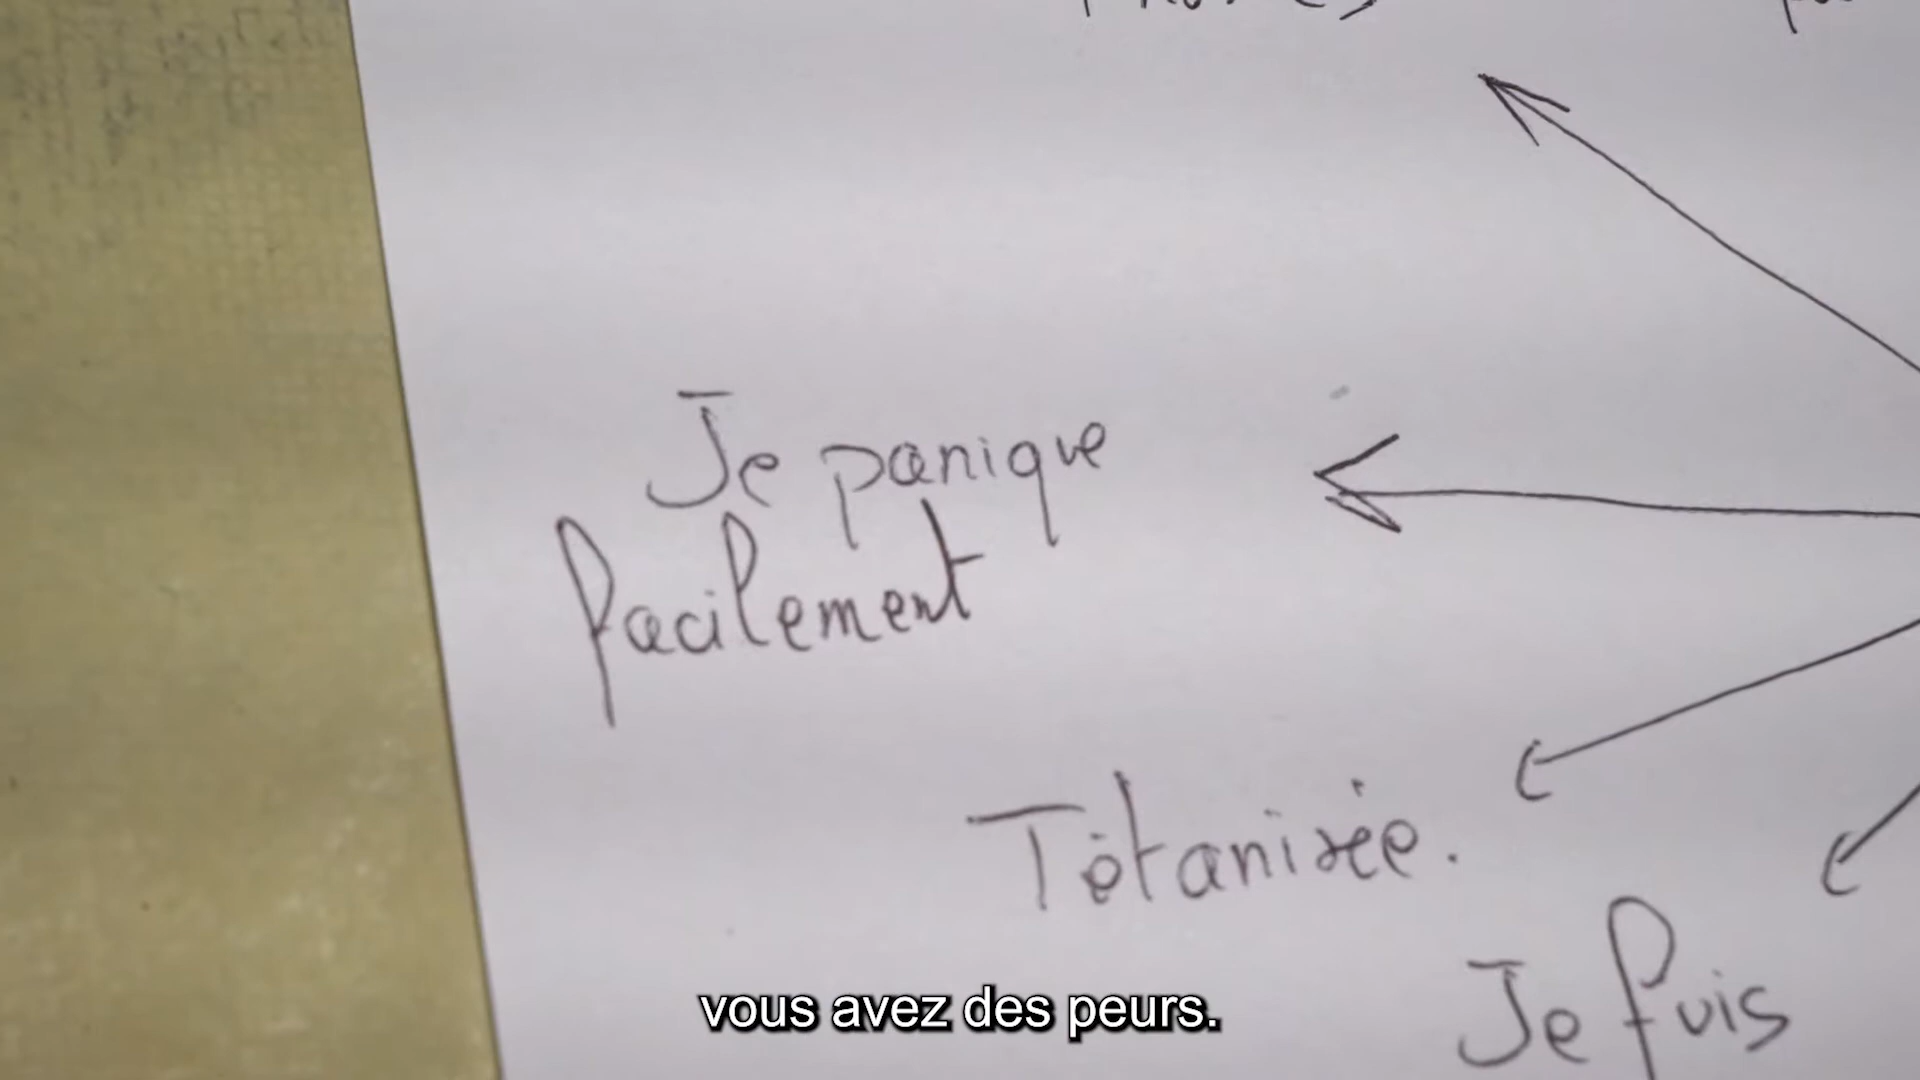 Je panique
facilement
Tétanisée.
Je fuis
vous avez des peurs.